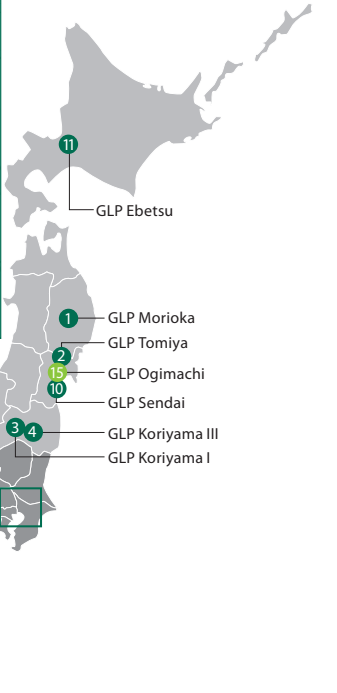 11
GLP Ebetsu
1
GLP Morioka
GLP Tomiya
2
15
GLP Ogimachi
10
GLP Sendai
3
4
GLP Koriyama III
GLP Koriyama I